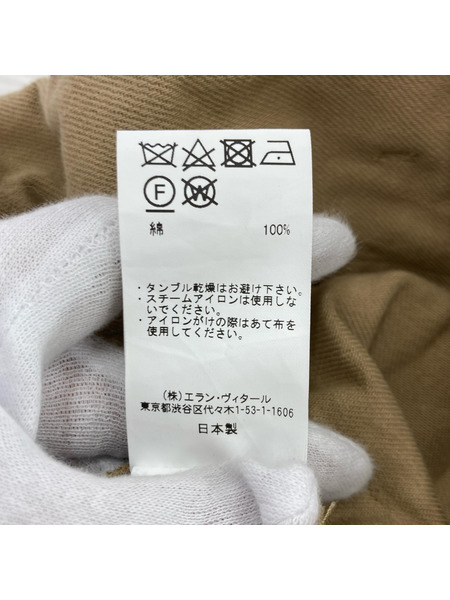 F W
綿 100%
・タンブル乾燥はお避け下さい。
・スチームアイロンは使用しな
いでください。
・アイロンがけの際はあて布を
使用してください。
(株)エラン・ヴィタール
東京都渋谷区代々木1-53-1-1606
日本製